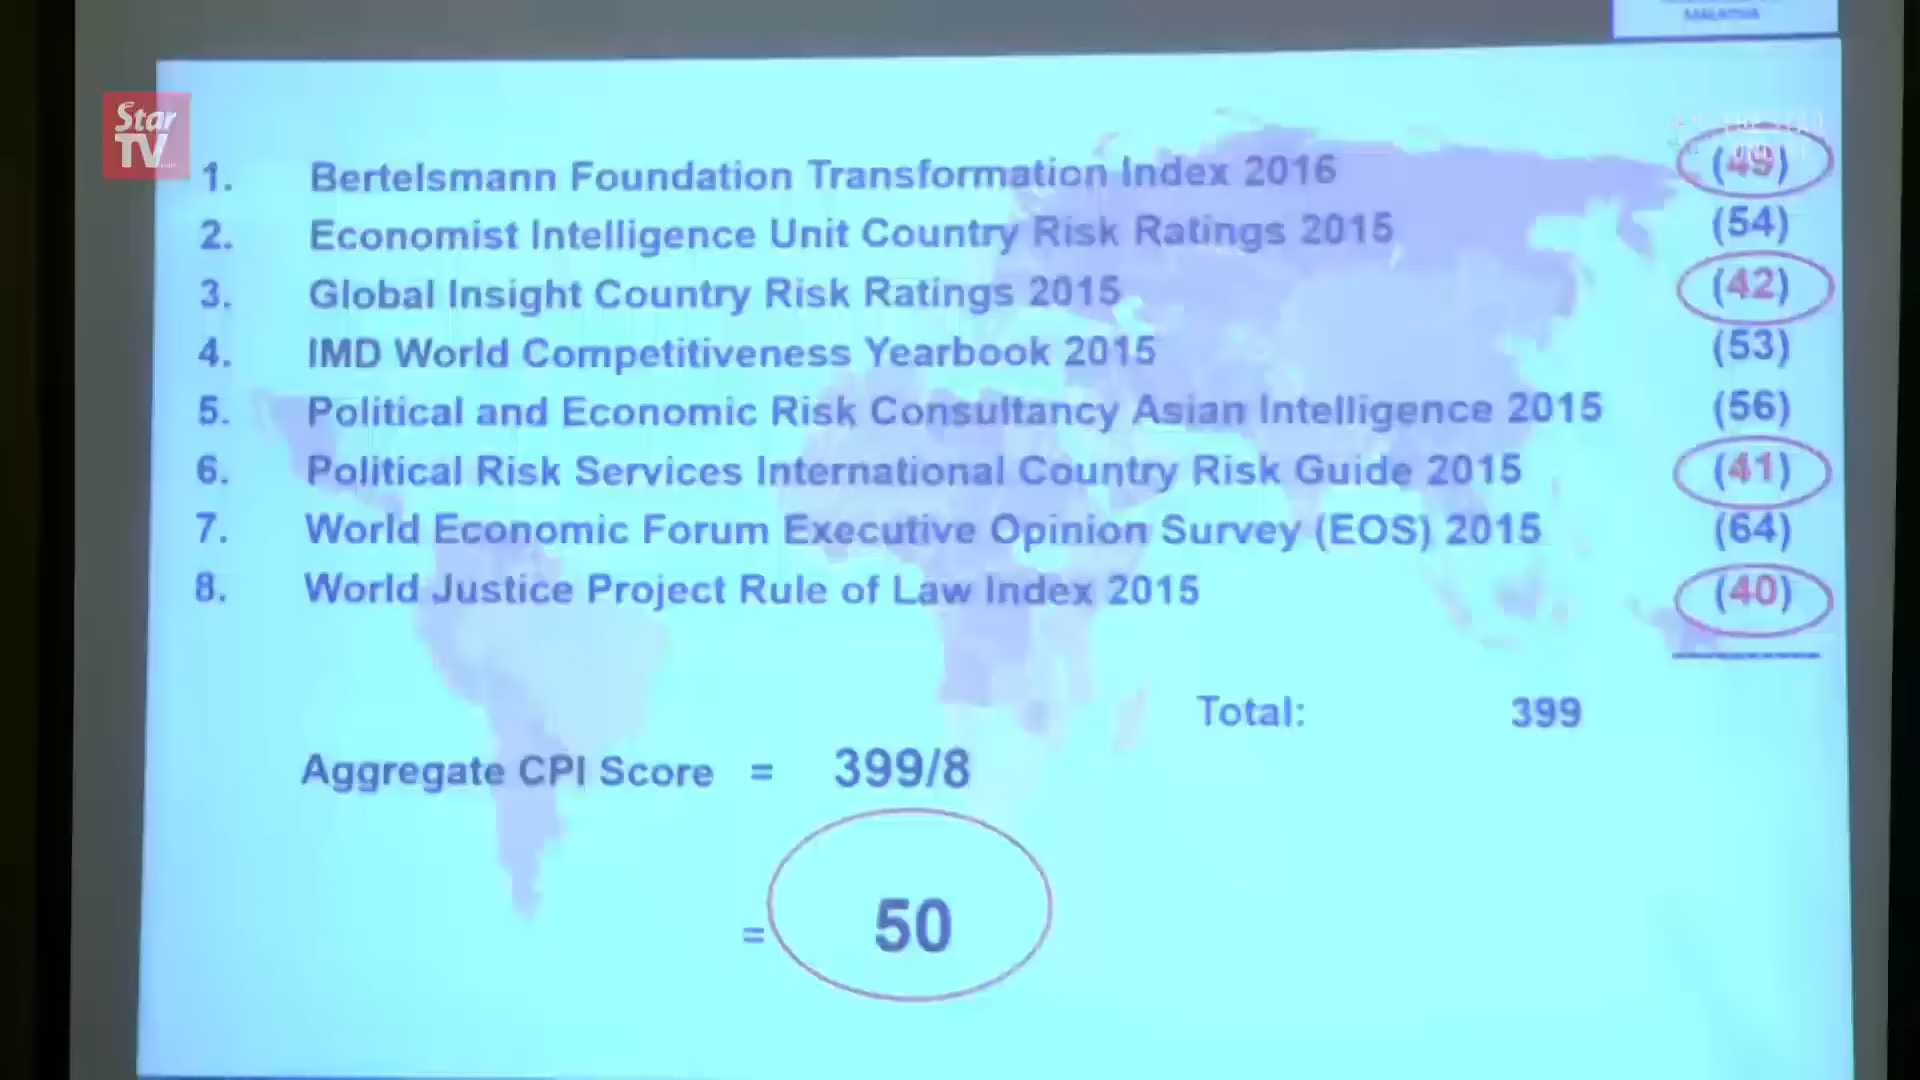 MALAYSIA
Star
TV
1. Bertelsmann Foundation Transformation Index 2016 (49)
2. Economist Intelligence Unit Country Risk Ratings 2015 (54)
3. Global Insight Country Risk Ratings 2015 (42)
4. IMD World Competitiveness Yearbook 2015 (53)
5. Political and Economic Risk Consultancy Asian Intelligence 2015 (56)
6. Political Risk Services International Country Risk Guide 2015 (41)
7. World Economic Forum Executive Opinion Survey (EOS) 2015 (64)
8. World Justice Project Rule of Law Index 2015 (40)
Total: 399
Aggregate CPI Score = 399/8
= 50